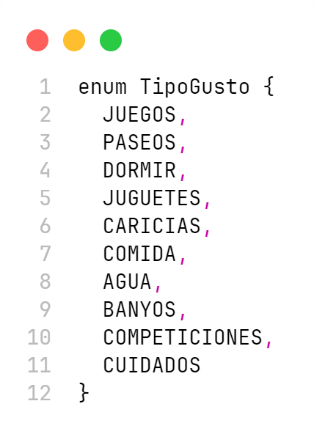 1 enum TipoGusto {
2 JUEGOS,
3 PASEOS,
4 DORMIR,
5 JUGUETES,
6 CARICIAS,
7 COMIDA,
8 AGUA,
9 BANYOS,
10 COMPETICIONES,
11 CUIDADOS
12 }